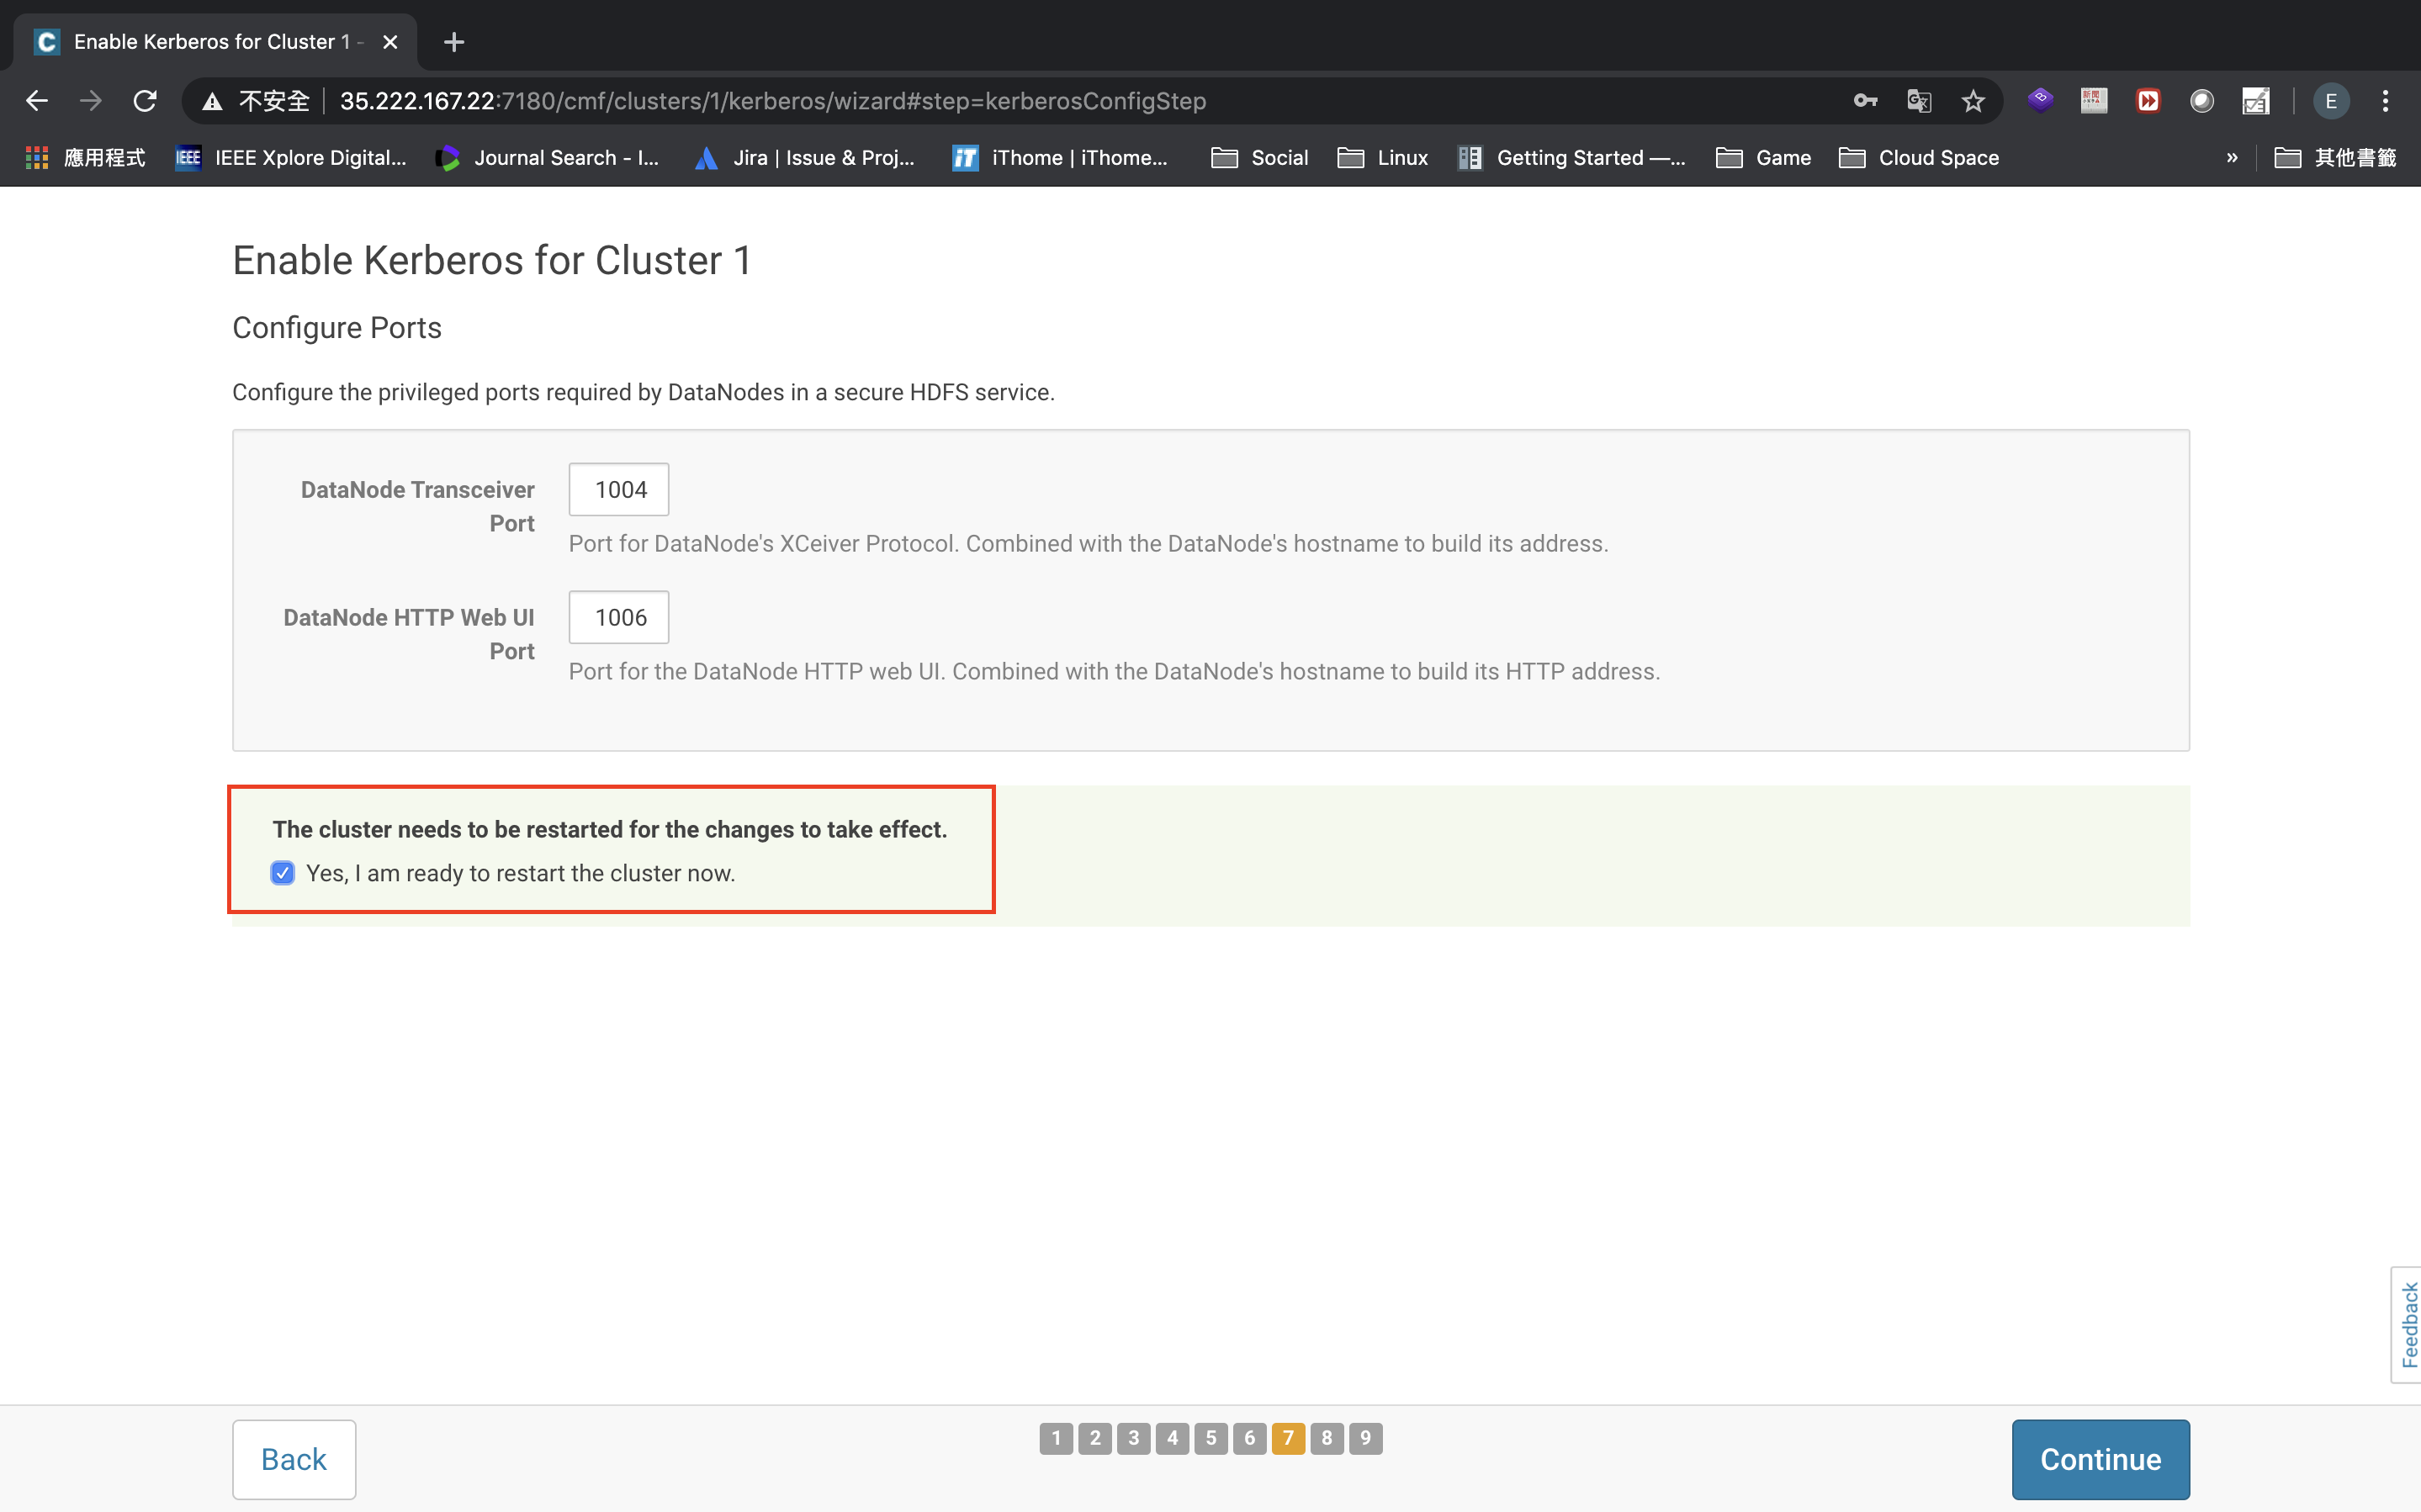 Enable Kerberos for Cluster 1 -
不安全 35.222.167.22:7180/cmf/clusters/1/kerberos/wizard#step=kerberosConfigStep
E
應用程式 IEEE IEEE Xplore Digital... Journal Search - I... Jira | Issue & Proj... iT iThome | iThome... Social Linux Getting Started —... Game Cloud Space » 其他書籤
Enable Kerberos for Cluster 1
Configure Ports
Configure the privileged ports required by DataNodes in a secure HDFS service.
DataNode Transceiver
Port
1004
Port for DataNode's XCeiver Protocol. Combined with the DataNode's hostname to build its address.
DataNode HTTP Web UI
Port
1006
Port for the DataNode HTTP web UI. Combined with the DataNode's hostname to build its HTTP address.
The cluster needs to be restarted for the changes to take effect.
Yes, I am ready to restart the cluster now.
Feedback
Back
1 2 3 4 5 6 7 8 9
Continue